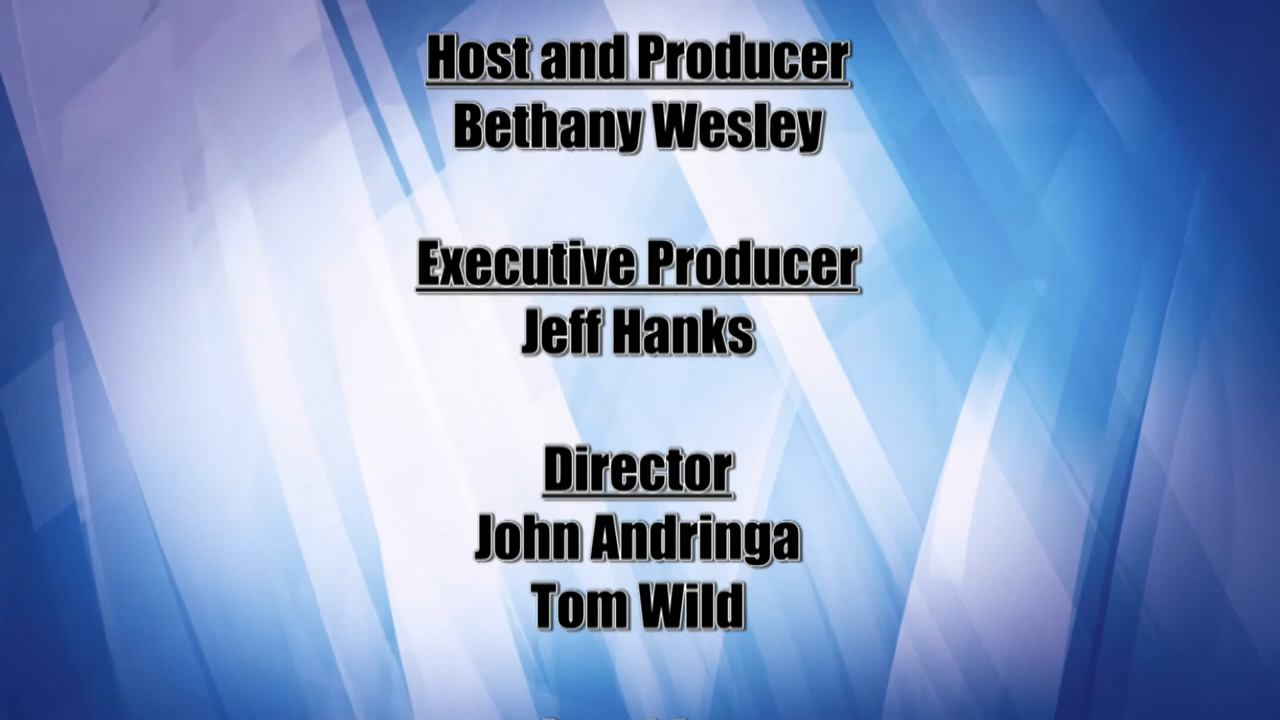 Host and Producer
Bethany Wesley
Executive Producer
Jeff Hanks
Director
John Andringa
Tom Wild